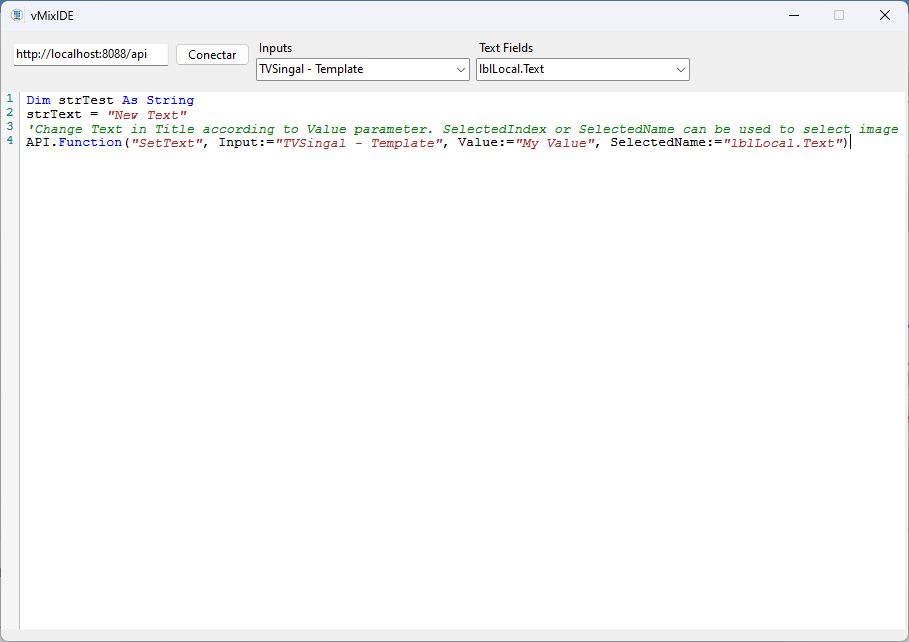 vMixIDE
http://localhost:8088/api
Conectar
Inputs
TVSingal - Template
Text Fields
lblLocal.Text
1 Dim strTest As String
2 strText = "New Text"
3 'Change Text in Title according to Value parameter. SelectedIndex or SelectedName can be used to select image
4 API.Function("SetText", Input:="TVSingal - Template", Value:="My Value", SelectedName:="lblLocal.Text")